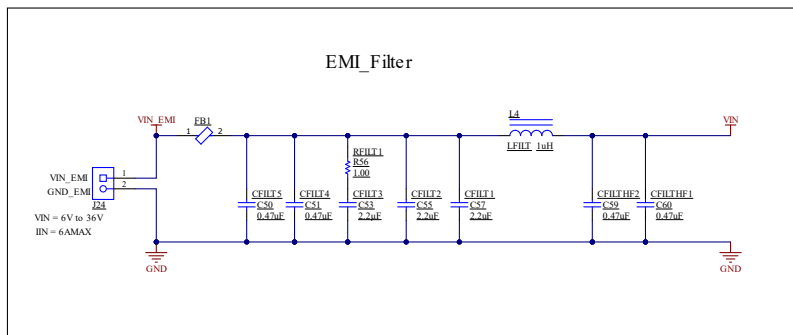 EMI_Filter
VIN_EMI
FB1
1 2
L4
LFILT 1uH
VIN
VIN_EMI 1
GND_EMI 2
J24
VIN = 6V to 36V
IIN = 6AMAX
CFILT5
C50
0.47uF
CFILT4
C51
0.47uF
RFILT1
R56
1.00
CFILT3
C53
2.2µF
CFILT2
C55
2.2uF
CFILT1
C57
2.2uF
CFILTHF2
C59
0.47uF
CFILTHF1
C60
0.47uF
GND
GND